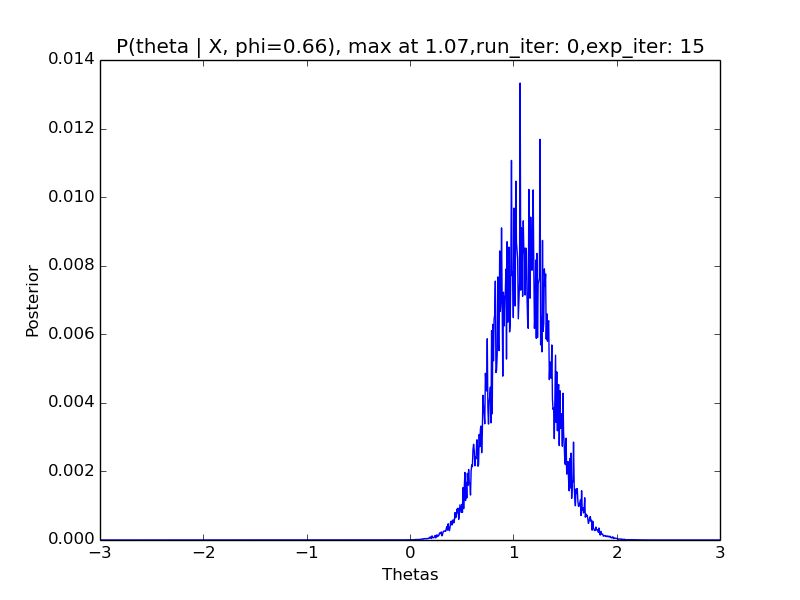 P(theta | X, phi=0.66), max at 1.07,run_iter: 0,exp_iter: 15
0.014
0.012
0.010
0.008
0.006
0.004
0.002
0.000
Posterior
−3 −2 −1 0 1 2 3
Thetas